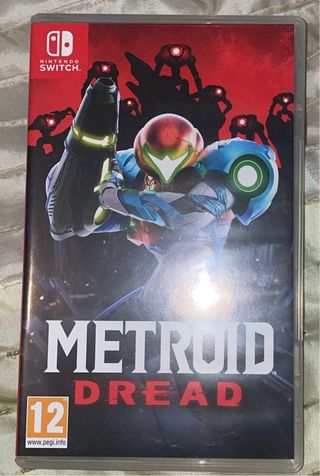 NINTENDO
SWITCH
METROID
DREAD
12
www.pegi.info